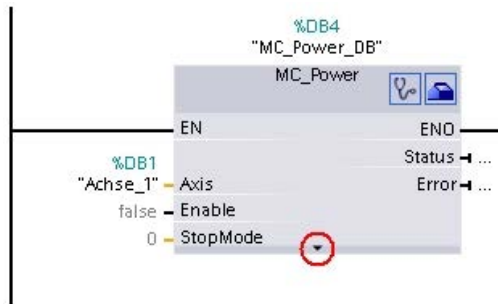 %DB4
"MC_Power_DB"
MC_Power
EN ENO
Status ...
%DB1
"Achse_1" Axis Error ...
false Enable
0 StopMode